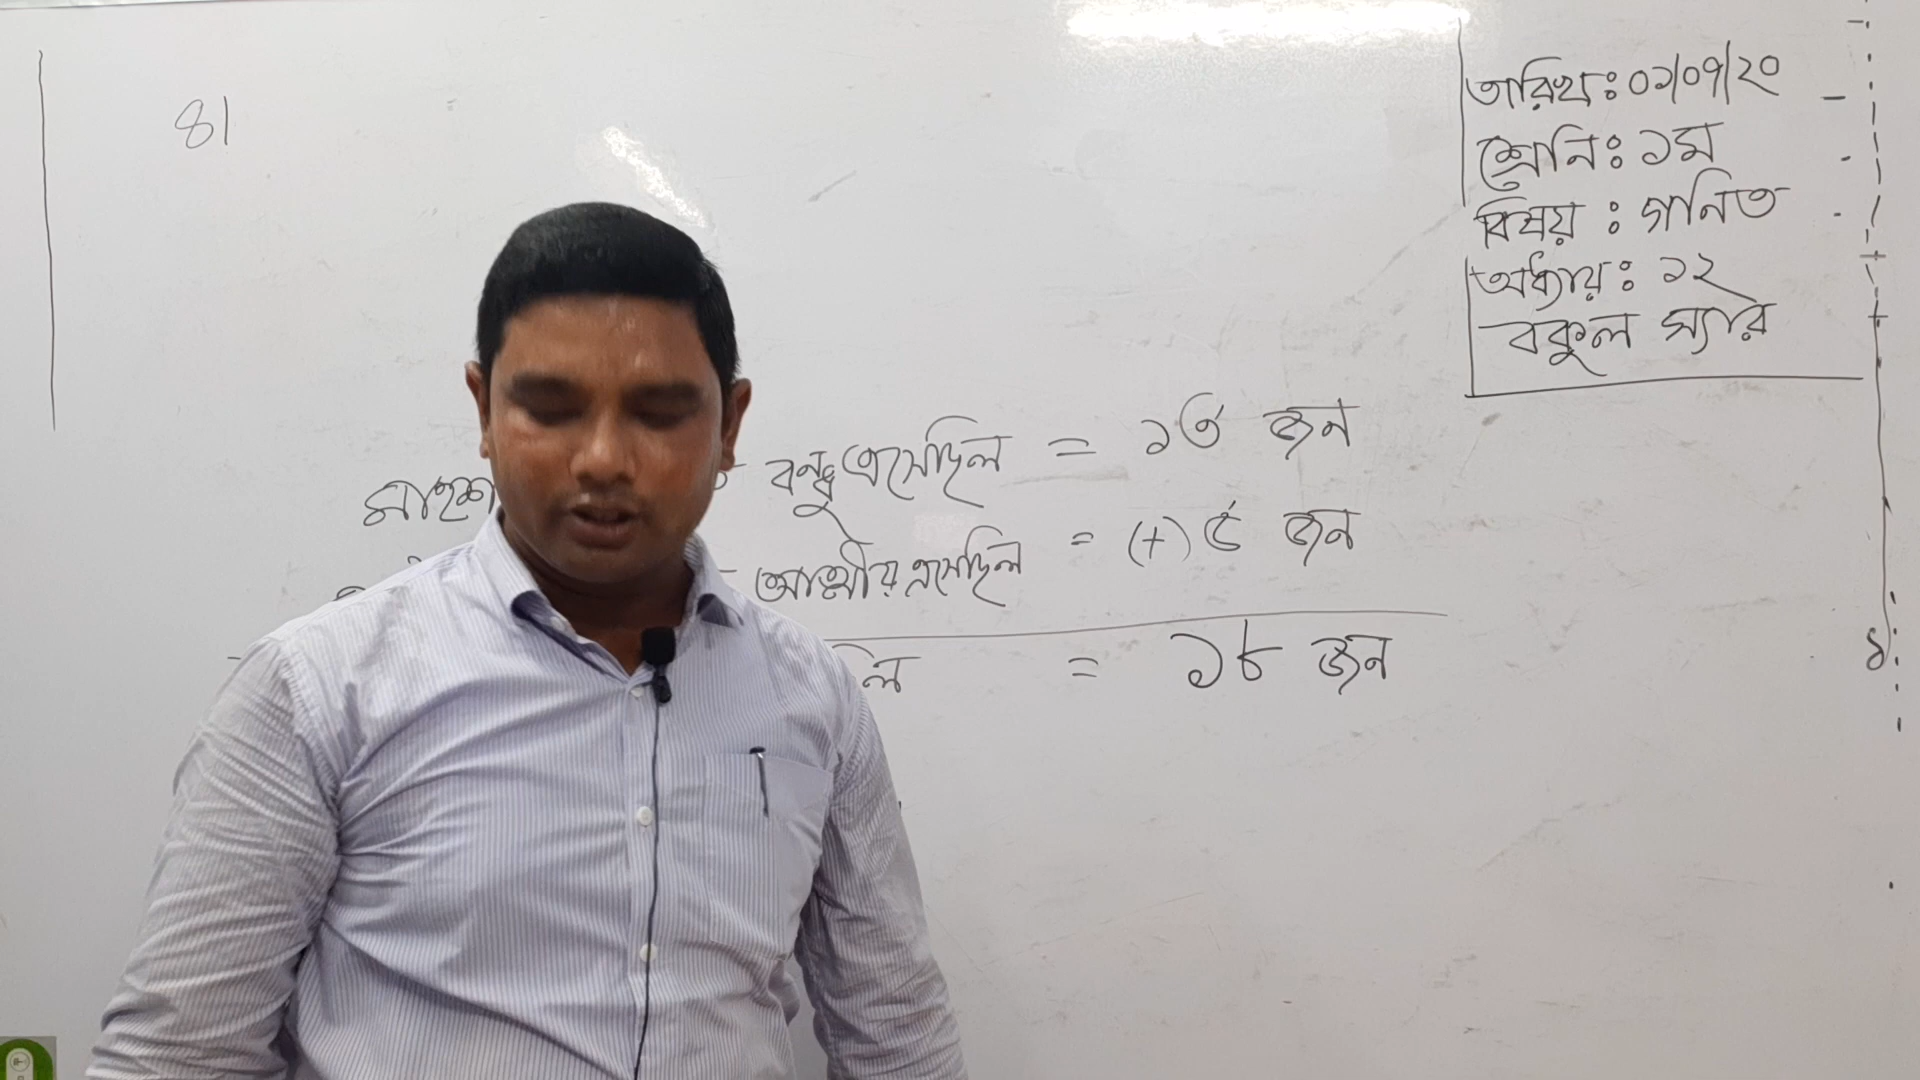 ৪।
তারিখঃ ০১/০৭/২০
শ্রেনিঃ ১ম
বিষয় ঃ গনিত
অধ্যায়ঃ ১২
বকুল স্যার
বন্ধু এসেছিল = ১৩ জন
আত্মীয় এসেছিল = (+) ৫ জন
= ১৮ জন